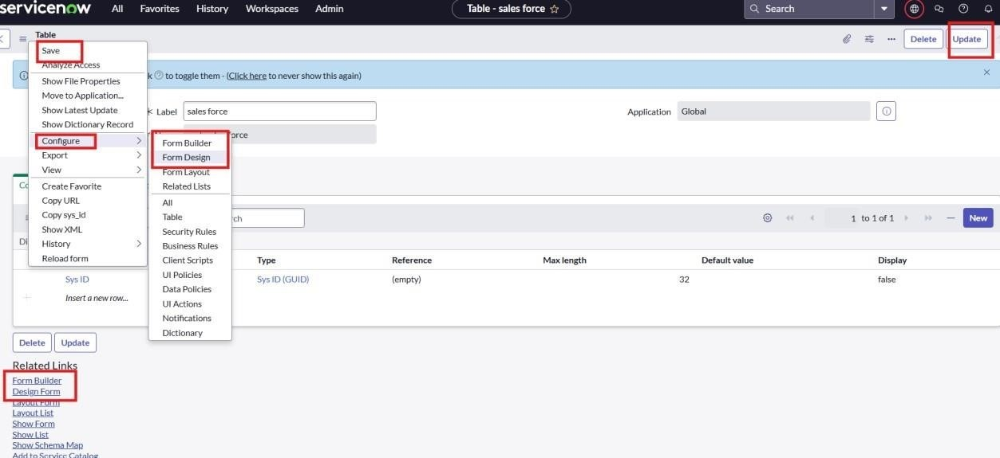 servicenow All Favorites History Workspaces Admin Table - sales force Search
Table
Delete Update
Save
Analyze Access
Show File Properties
Move to Application...
Show Latest Update
Show Dictionary Record
Configure
Export
View
Create Favorite
Copy URL
Copy sys_id
Show XML
History
Reload form
k to toggle them - (Click here to never show this again)
Label sales force Application Global
force
Form Builder
Form Design
Form Layout
Related Lists
All
Table
Security Rules
Business Rules
Client Scripts
UI Policies
Data Policies
UI Actions
Notifications
Dictionary
Co
rch 1 to 1 of 1 New
Di
Type Reference Max length Default value Display
Sys ID Sys ID (GUID) (empty) 32 false
Insert a new row...
Delete Update
Related Links
Form Builder
Design Form
Layout Form
Layout List
Show Form
Show List
Show Schema Map
Add to Service Catalog